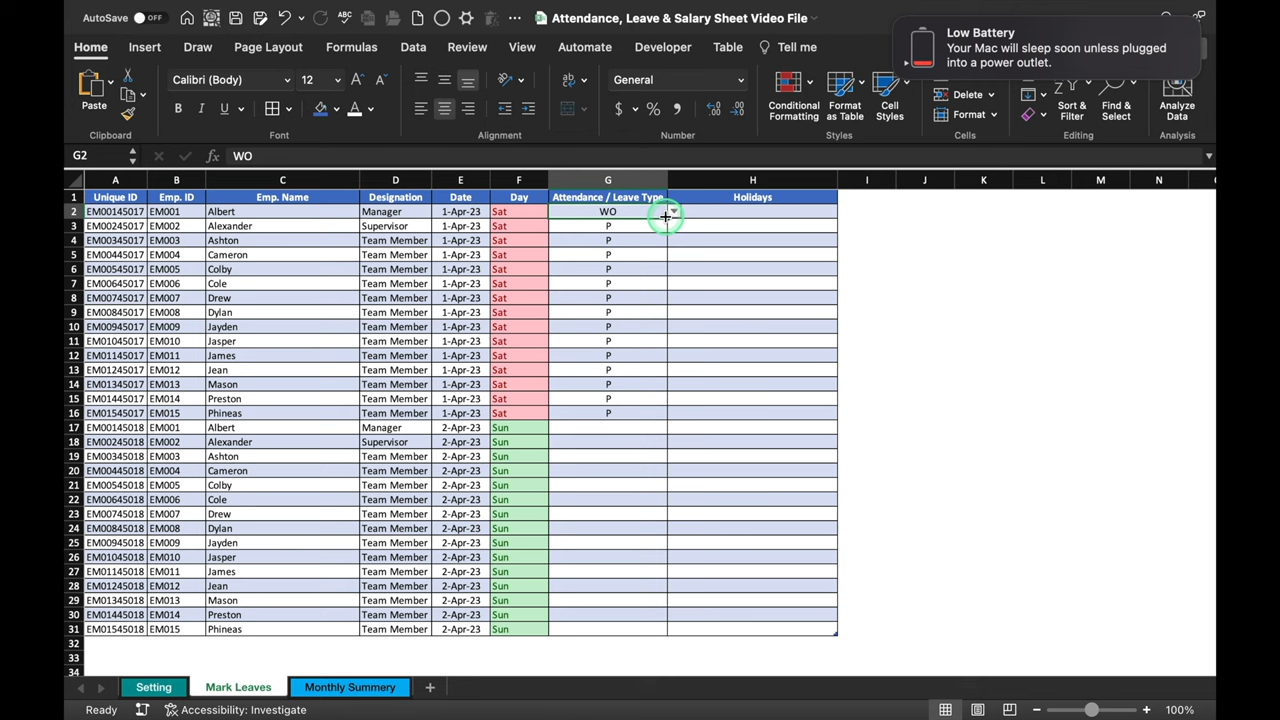 AutoSave OFF ABC Attendance, Leave & Salary Sheet Video File
Low Battery
Your Mac will sleep soon unless plugged
into a power outlet.
Home Insert Draw Page Layout Formulas Data Review View Automate Developer Table Tell me
Paste Calibri (Body) 12 General Conditional Formatting Format as Table Cell Styles Delete Format Sort & Filter Find & Select Analyze Data
Clipboard Font Alignment Number Styles Cells Editing Analysis
G2 fx WO
A B C D E F G H I J K L M N
1 Unique ID Emp. ID Emp. Name Designation Date Day Attendance / Leave Type Holidays
2 EM00145017 EM001 Albert Manager 1-Apr-23 Sat WO
3 EM00245017 EM002 Alexander Supervisor 1-Apr-23 Sat P
4 EM00345017 EM003 Ashton Team Member 1-Apr-23 Sat P
5 EM00445017 EM004 Cameron Team Member 1-Apr-23 Sat P
6 EM00545017 EM005 Colby Team Member 1-Apr-23 Sat P
7 EM00645017 EM006 Cole Team Member 1-Apr-23 Sat P
8 EM00745017 EM007 Drew Team Member 1-Apr-23 Sat P
9 EM00845017 EM008 Dylan Team Member 1-Apr-23 Sat P
10 EM00945017 EM009 Jayden Team Member 1-Apr-23 Sat P
11 EM01045017 EM010 Jasper Team Member 1-Apr-23 Sat P
12 EM01145017 EM011 James Team Member 1-Apr-23 Sat P
13 EM01245017 EM012 Jean Team Member 1-Apr-23 Sat P
14 EM01345017 EM013 Mason Team Member 1-Apr-23 Sat P
15 EM01445017 EM014 Preston Team Member 1-Apr-23 Sat P
16 EM01545017 EM015 Phineas Team Member 1-Apr-23 Sat P
17 EM00145018 EM001 Albert Manager 2-Apr-23 Sun
18 EM00245018 EM002 Alexander Supervisor 2-Apr-23 Sun
19 EM00345018 EM003 Ashton Team Member 2-Apr-23 Sun
20 EM00445018 EM004 Cameron Team Member 2-Apr-23 Sun
21 EM00545018 EM005 Colby Team Member 2-Apr-23 Sun
22 EM00645018 EM006 Cole Team Member 2-Apr-23 Sun
23 EM00745018 EM007 Drew Team Member 2-Apr-23 Sun
24 EM00845018 EM008 Dylan Team Member 2-Apr-23 Sun
25 EM00945018 EM009 Jayden Team Member 2-Apr-23 Sun
26 EM01045018 EM010 Jasper Team Member 2-Apr-23 Sun
27 EM01145018 EM011 James Team Member 2-Apr-23 Sun
28 EM01245018 EM012 Jean Team Member 2-Apr-23 Sun
29 EM01345018 EM013 Mason Team Member 2-Apr-23 Sun
30 EM01445018 EM014 Preston Team Member 2-Apr-23 Sun
31 EM01545018 EM015 Phineas Team Member 2-Apr-23 Sun
32
33
34
Setting Mark Leaves Monthly Summery
Ready Accessibility: Investigate 100%